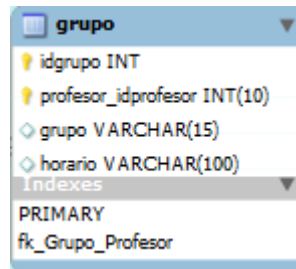 grupo
idgrupo INT
profesor_idprofesor INT(10)
grupo VARCHAR(15)
horario VARCHAR(100)
Indexes
PRIMARY
fk_Grupo_Profesor